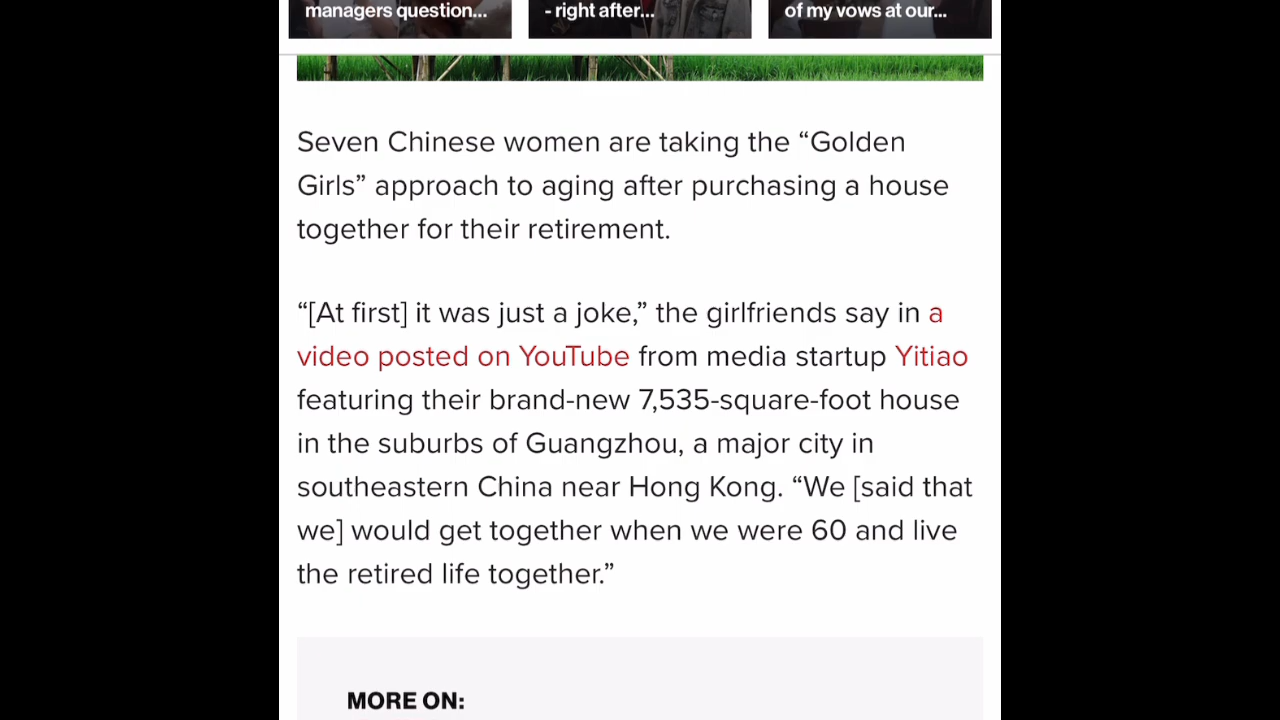 managers question...
- right after...
of my vows at our...
Seven Chinese women are taking the “Golden
Girls” approach to aging after purchasing a house
together for their retirement.
“[At first] it was just a joke,” the girlfriends say in a
video posted on YouTube from media startup Yitiao
featuring their brand-new 7,535-square-foot house
in the suburbs of Guangzhou, a major city in
southeastern China near Hong Kong. “We [said that
we] would get together when we were 60 and live
the retired life together.”
MORE ON: